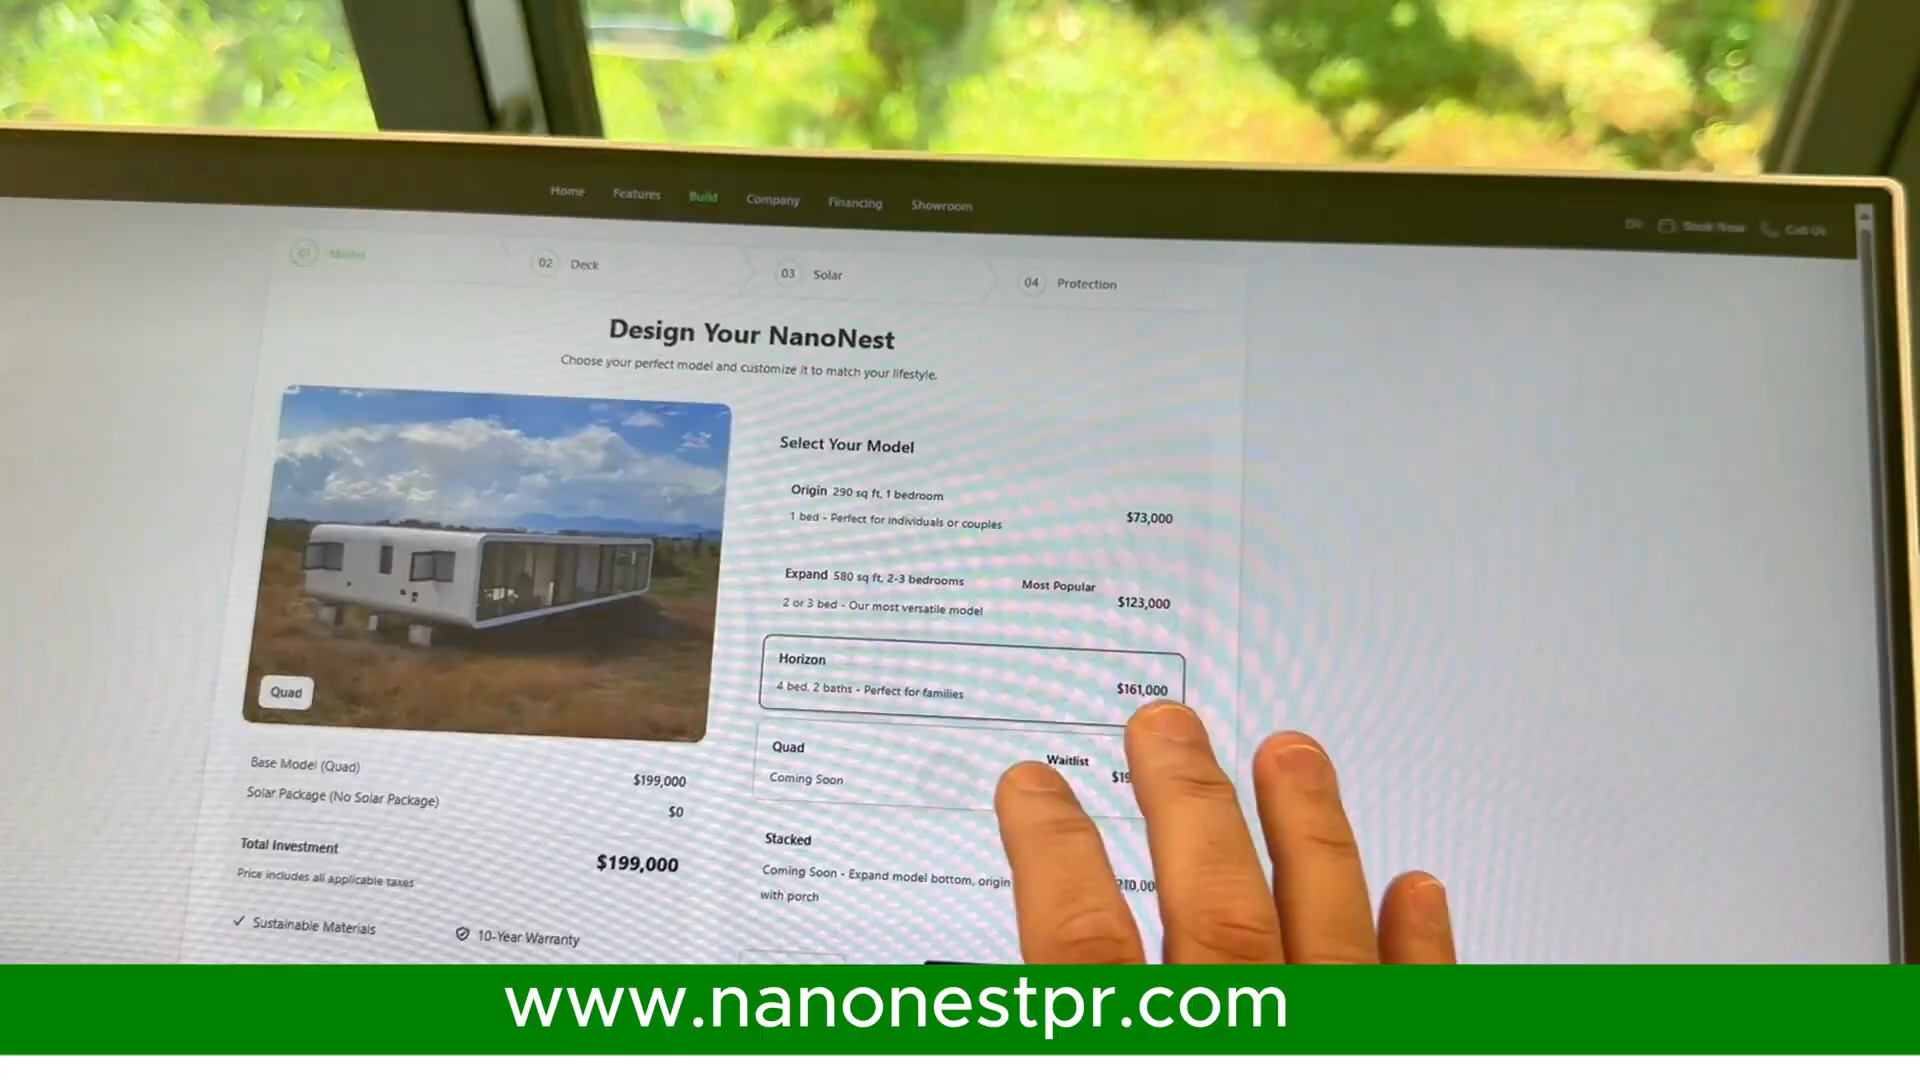 Home Features Build Company Financing Showroom
Book Now Call Us
01 Model 02 Deck 03 Solar 04 Protection
Design Your NanoNest
Choose your perfect model and customize it to match your lifestyle.
Select Your Model
Origin 290 sq ft, 1 bedroom
1 bed - Perfect for individuals or couples
$73,000
Expand 580 sq ft, 2-3 bedrooms
Most Popular
2 or 3 bed - Our most versatile model
$123,000
Horizon
4 bed, 2 baths - Perfect for families
$161,000
Quad
Waitlist
Coming Soon
Stacked
Coming Soon - Expand model bottom, origin
with porch
Quad
Base Model (Quad)
$199,000
Solar Package (No Solar Package)
$0
Total Investment
$199,000
Price includes all applicable taxes
Sustainable Materials
10-Year Warranty
www.nanonestpr.com